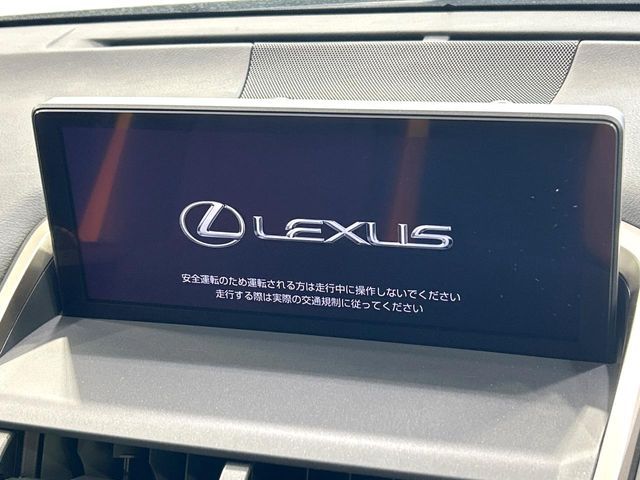 LEXUS
安全運転のため運転される方は走行中に操作しないでください
走行する際は実際の交通規制に従ってください